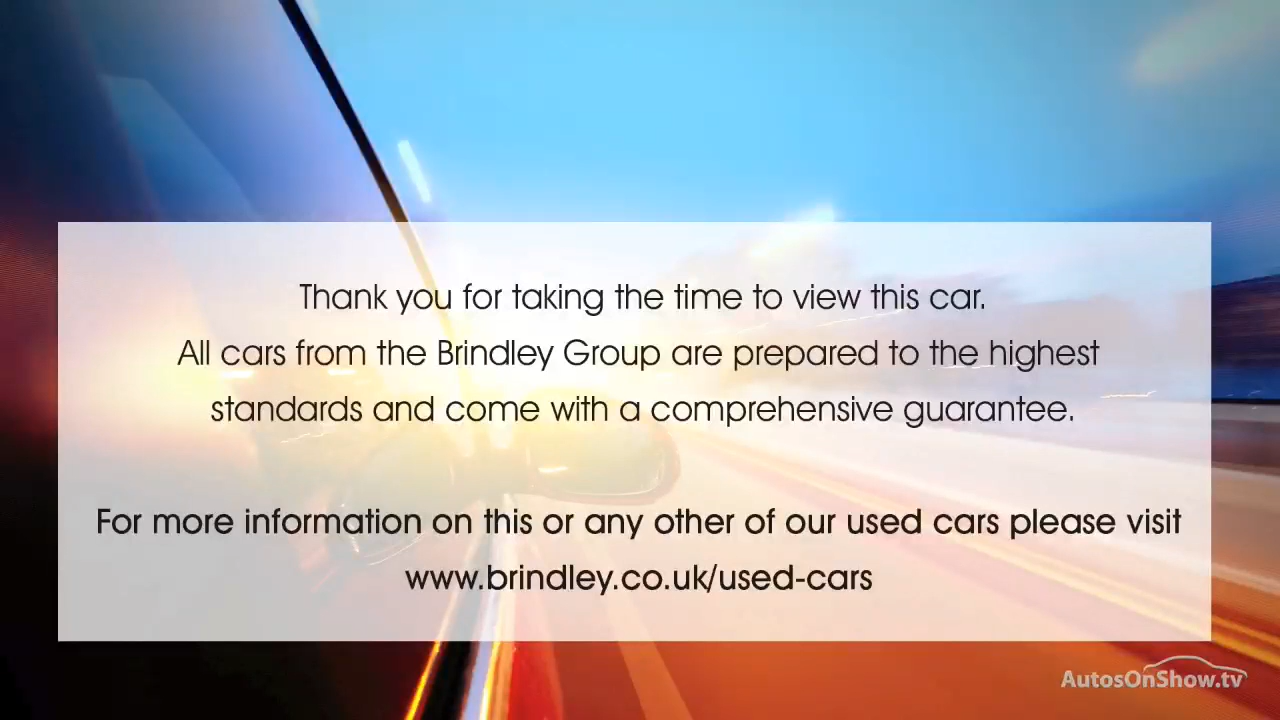 Thank you for taking the time to view this car.
All cars from the Brindley Group are prepared to the highest
standards and come with a comprehensive guarantee.
For more information on this or any other of our used cars please visit
www.brindley.co.uk/used-cars
AutosOnShow.tv